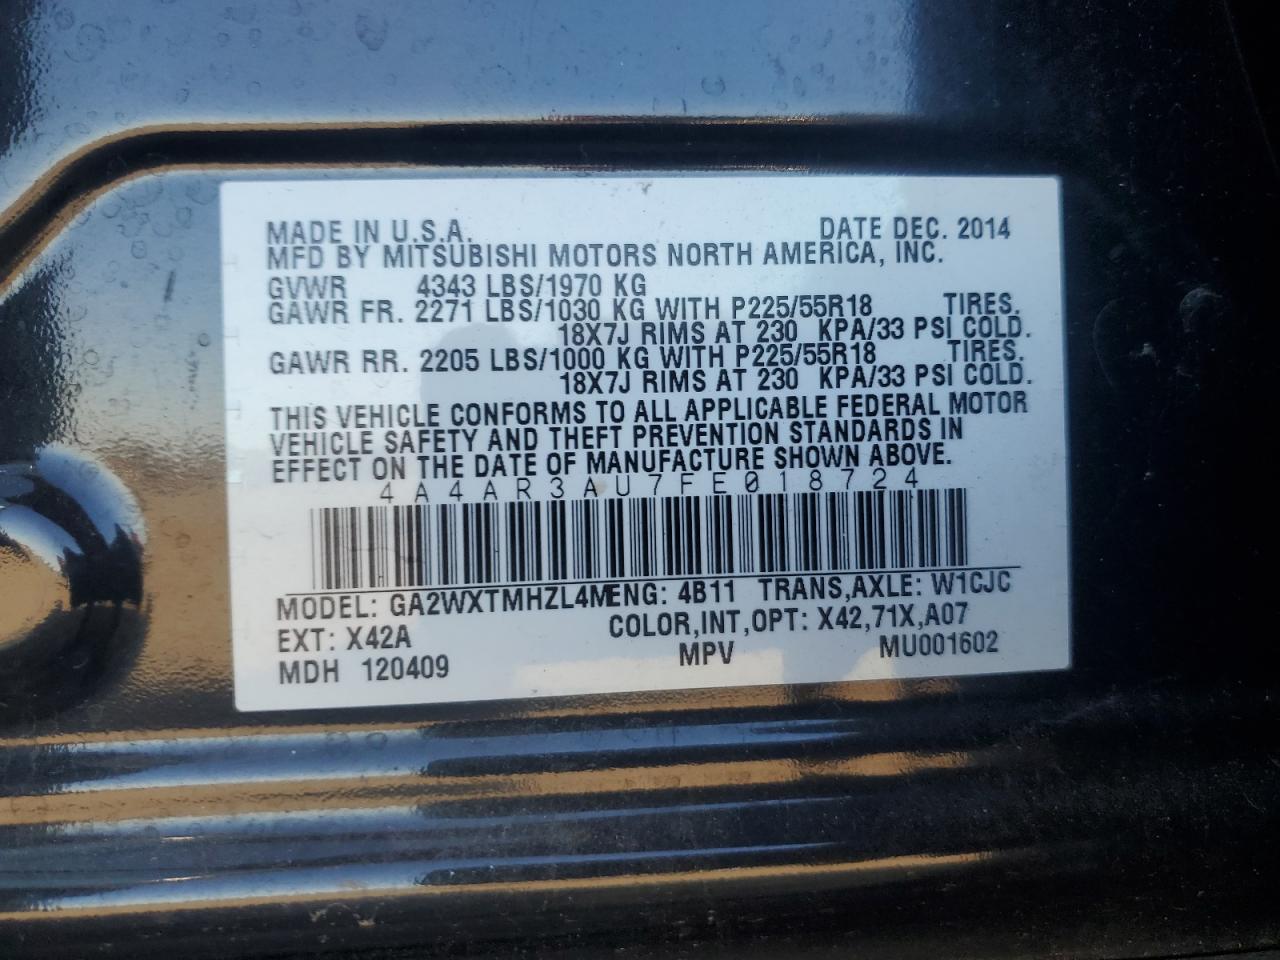 MADE IN U.S.A. DATE DEC. 2014
MFD BY MITSUBISHI MOTORS NORTH AMERICA, INC.
GVWR 4343 LBS/1970 KG
GAWR FR. 2271 LBS/1030 KG WITH P225/55R18 TIRES.
18X7J RIMS AT 230 KPA/33 PSI COLD.
GAWR RR. 2205 LBS/1000 KG WITH P225/55R18 TIRES.
18X7J RIMS AT 230 KPA/33 PSI COLD.
THIS VEHICLE CONFORMS TO ALL APPLICABLE FEDERAL MOTOR
VEHICLE SAFETY AND THEFT PREVENTION STANDARDS IN
EFFECT ON THE DATE OF MANUFACTURE SHOWN ABOVE.
4A4AR3AU7FE018724
MODEL: GA2WXTMHZL4M ENG: 4B11 TRANS,AXLE: W1CJC
EXT: X42A COLOR,INT,OPT: X42,71X,A07
MDH 120409 MPV MU001602